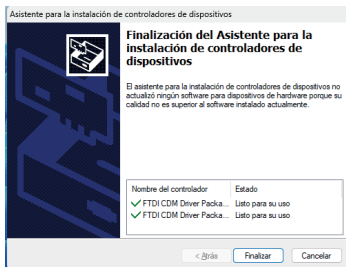 Asistente para la instalación de controladores de dispositivos
Finalización del Asistente para la
instalación de controladores de
dispositivos
El asistente para la instalación de controladores de dispositivos no
actualizó ningún software para dispositivos de hardware porque su
calidad no es superior al software instalado actualmente.
Nombre del controlador Estado
FTDI CDM Driver Packa... Listo para su uso
FTDI CDM Driver Packa... Listo para su uso
< Atrás Finalizar Cancelar